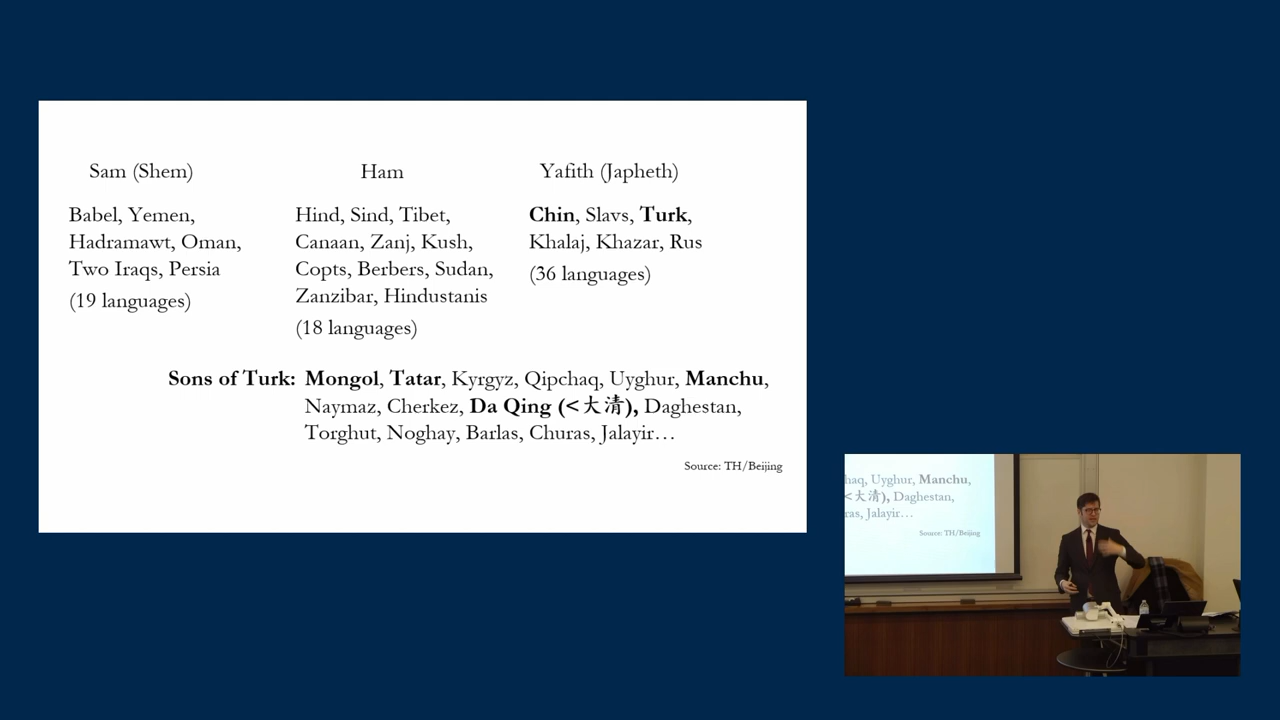 Sam (Shem)
Babel, Yemen,
Hadramawt, Oman,
Two Iraqs, Persia
(19 languages)
Ham
Hind, Sind, Tibet,
Canaan, Zanj, Kush,
Copts, Berbers, Sudan,
Zanzibar, Hindustanis
(18 languages)
Yafith (Japheth)
Chin, Slavs, Turk,
Khalaj, Khazar, Rus
(36 languages)
Sons of Turk: Mongol, Tatar, Kyrgyz, Qipchaq, Uyghur, Manchu,
Naymaz, Cherkez, Da Qing (<大清), Daghestan,
Torghut, Noghay, Barlas, Churas, Jalayir…
Source: TH/Beijing
haq, Uyghur, Manchu,
<大清), Daghestan,
ras, Jalayir…
Source: TH/Beijing